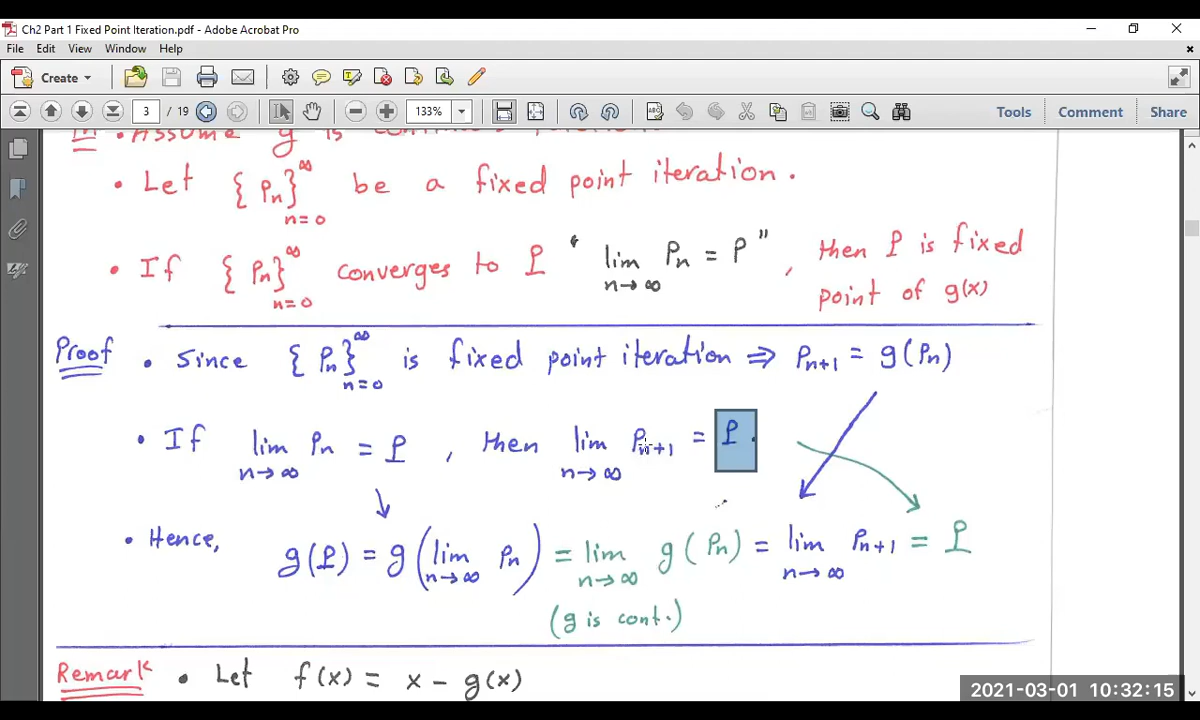 Ch2 Part 1 Fixed Point Iteration.pdf - Adobe Acrobat Pro
File Edit View Window Help
Create
3 / 19 133% Tools Comment Share
• Assume g is
• Let {Pn}∞n=0 be a fixed point iteration.
• If {Pn}∞n=0 converges to P " lim n→∞ Pn = P ", then P is fixed
point of g(x)
Proof • Since {Pn}∞n=0 is fixed point iteration ⇒ Pn+1 = g(Pn)
• If lim n→∞ Pn = P, then lim n→∞ Pn+1 = P.
• Hence, g(P) = g(lim n→∞ Pn) = lim n→∞ g(Pn) = lim n→∞ Pn+1 = P
(g is cont.)
Remark • Let f(x) = x - g(x)
2021-03-01 10:32:15